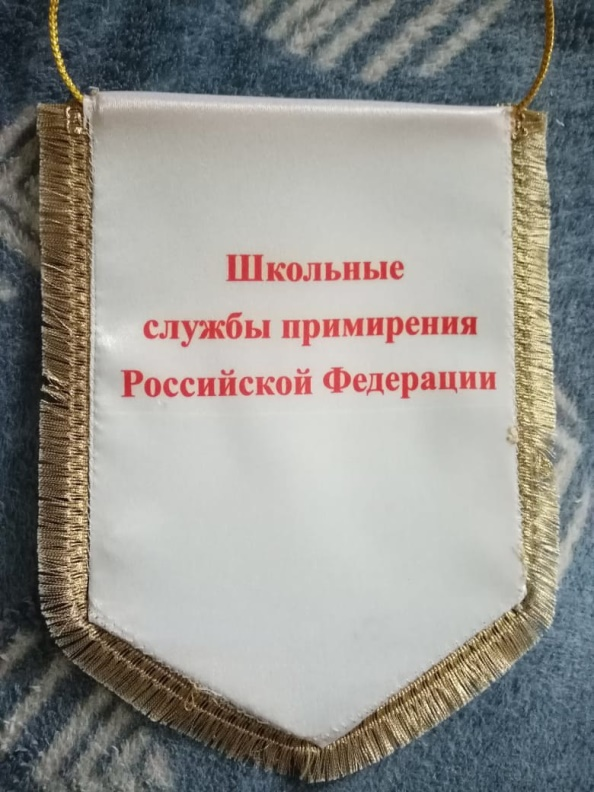 Школьные
службы примирения
Российской Федерации